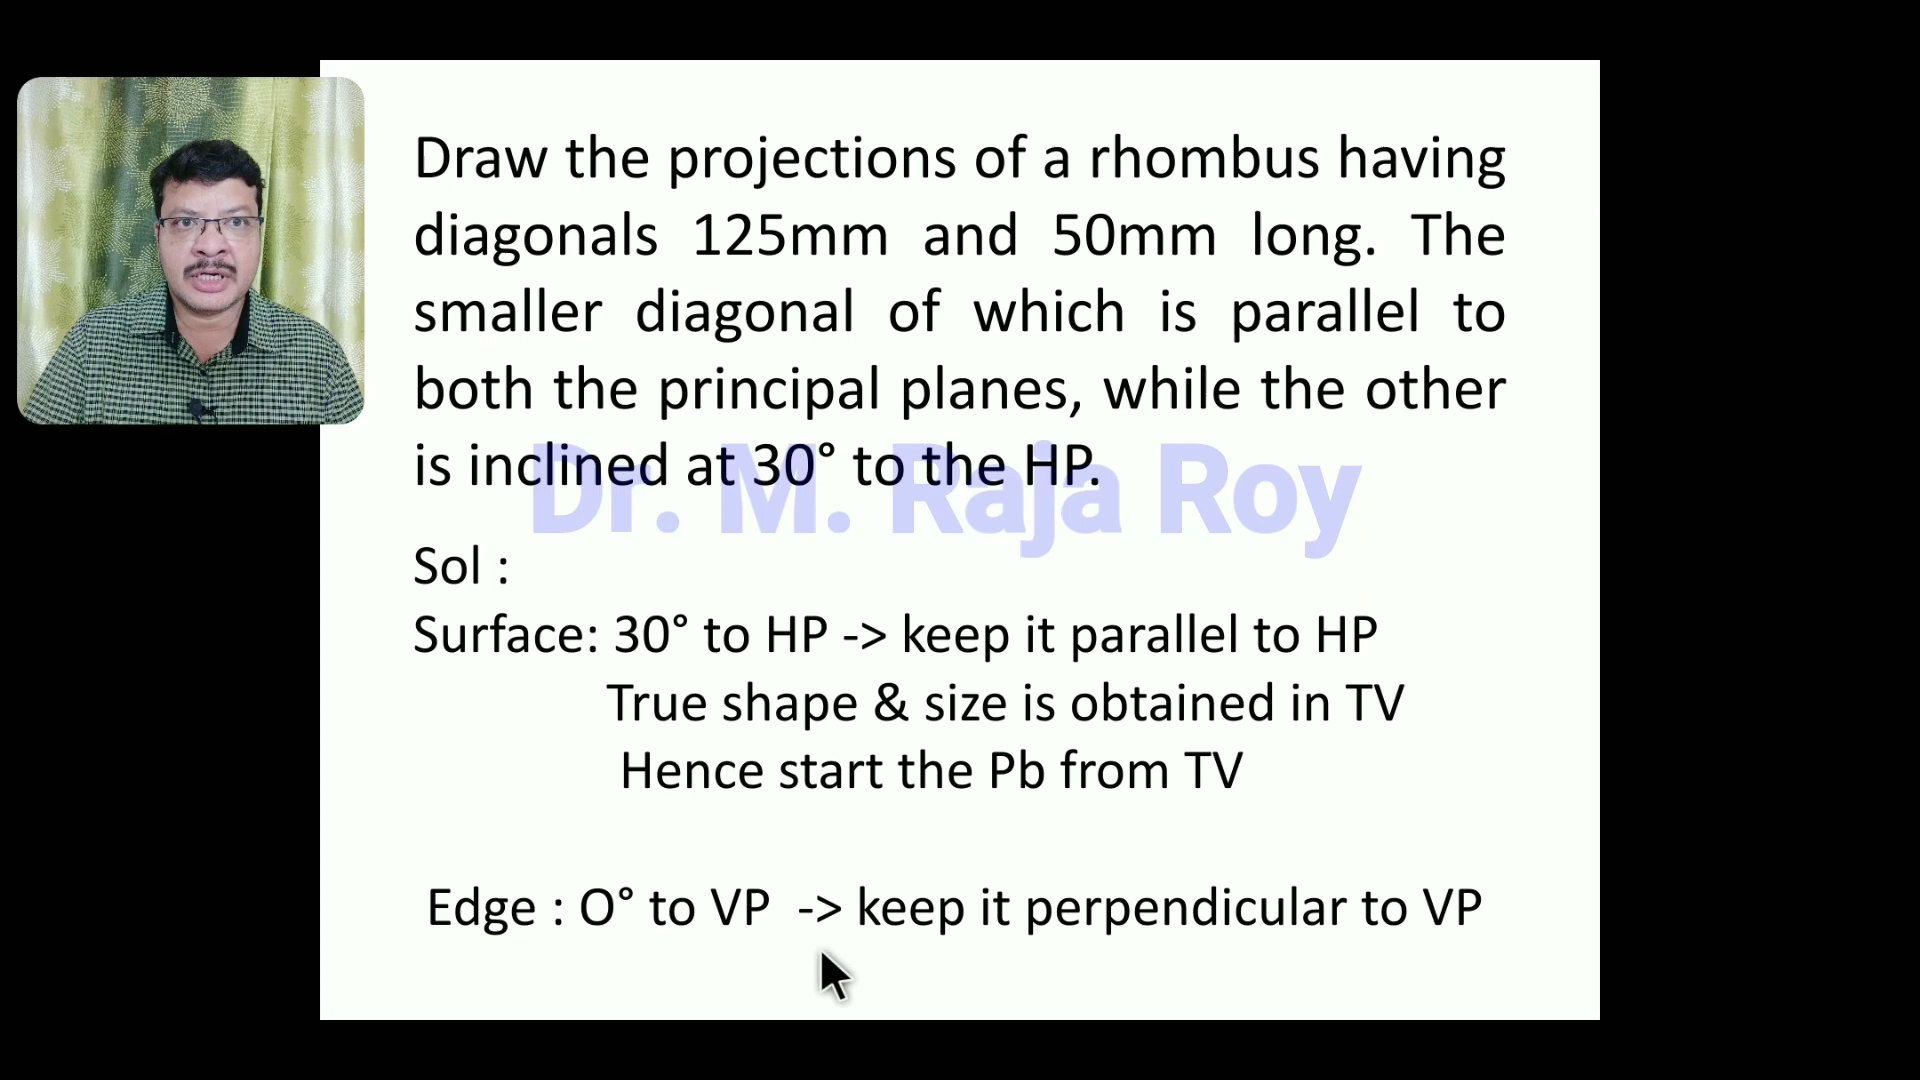 Draw the projections of a rhombus having
diagonals 125mm and 50mm long. The
smaller diagonal of which is parallel to
both the principal planes, while the other
is inclined at 30° to the HP.
Dr. M. Raja Roy
Sol :
Surface: 30° to HP -> keep it parallel to HP
True shape & size is obtained in TV
Hence start the Pb from TV
Edge : O° to VP -> keep it perpendicular to VP